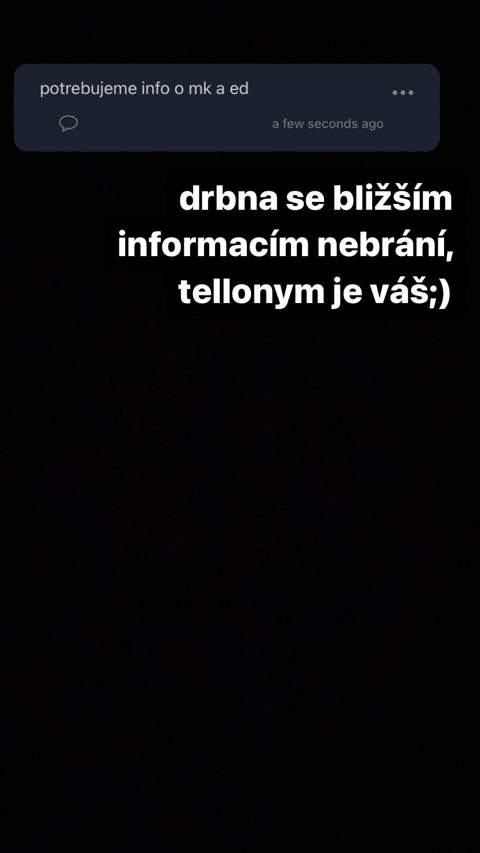 potrebujeme info o mk a ed
a few seconds ago
drbna se bližším
informacím nebrání,
tellonym je váš;)